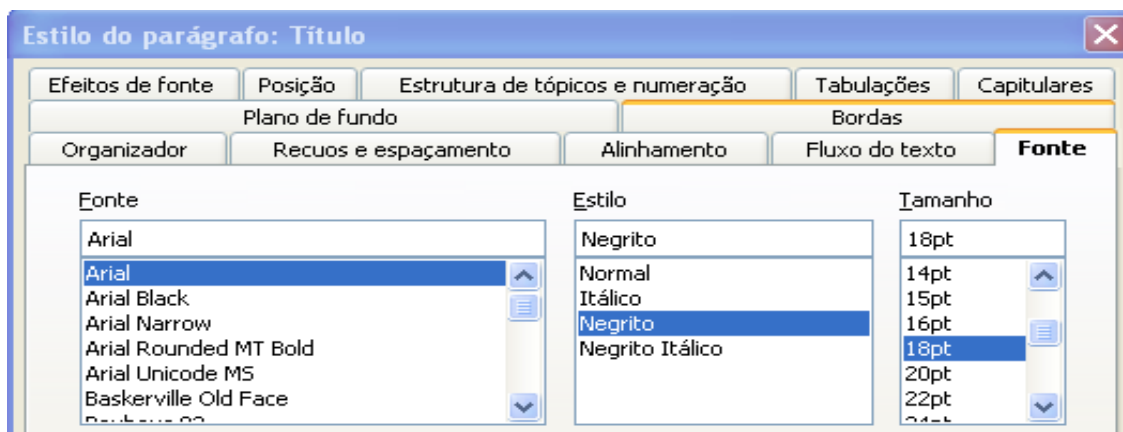 Estilo do parágrafo: Título
Efeitos de fonte Posição Estrutura de tópicos e numeração Tabulações Capitulares
Plano de fundo Bordas
Organizador Recuos e espaçamento Alinhamento Fluxo do texto Fonte
Fonte Estilo Tamanho
Arial Negrito 18pt
Arial Normal 14pt
Arial Black Itálico 15pt
Arial Narrow Negrito 16pt
Arial Rounded MT Bold Negrito Itálico 18pt
Arial Unicode MS 20pt
Baskerville Old Face 22pt